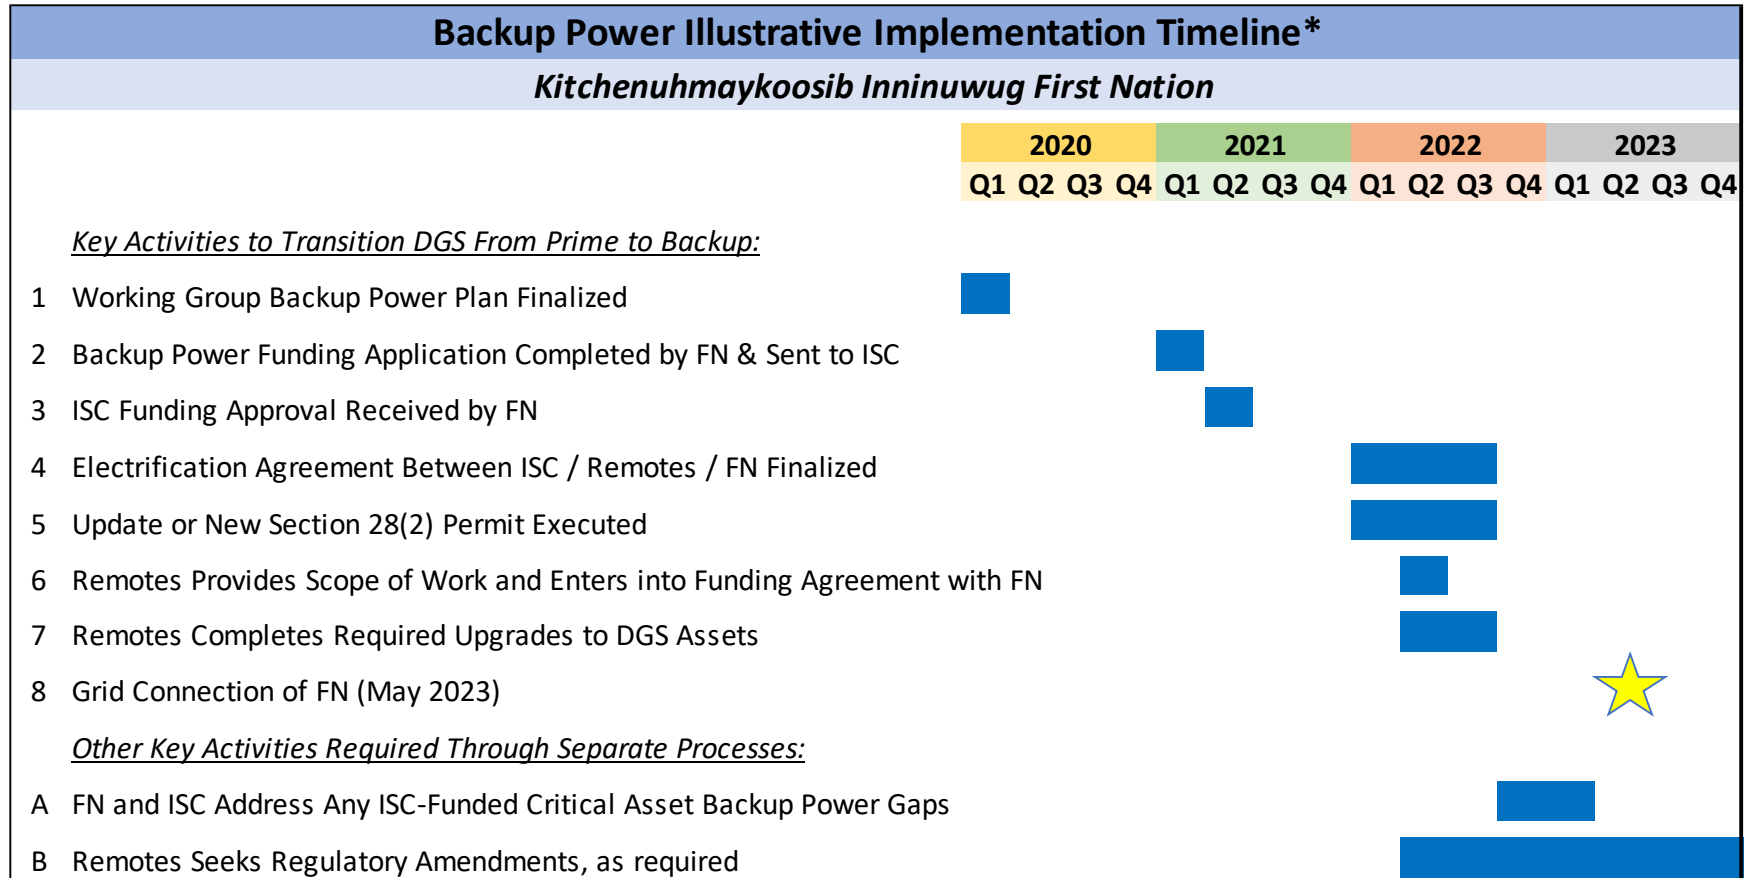 Backup Power Illustrative Implementation Timeline*
Kitchenuhmaykoosib Inninuwug First Nation
2020 2021 2022 2023
Q1 Q2 Q3 Q4 Q1 Q2 Q3 Q4 Q1 Q2 Q3 Q4 Q1 Q2 Q3 Q4
Key Activities to Transition DGS From Prime to Backup:
1 Working Group Backup Power Plan Finalized
2 Backup Power Funding Application Completed by FN & Sent to ISC
3 ISC Funding Approval Received by FN
4 Electrification Agreement Between ISC / Remotes / FN Finalized
5 Update or New Section 28(2) Permit Executed
6 Remotes Provides Scope of Work and Enters into Funding Agreement with FN
7 Remotes Completes Required Upgrades to DGS Assets
8 Grid Connection of FN (May 2023)
Other Key Activities Required Through Separate Processes:
A FN and ISC Address Any ISC-Funded Critical Asset Backup Power Gaps
B Remotes Seeks Regulatory Amendments, as required